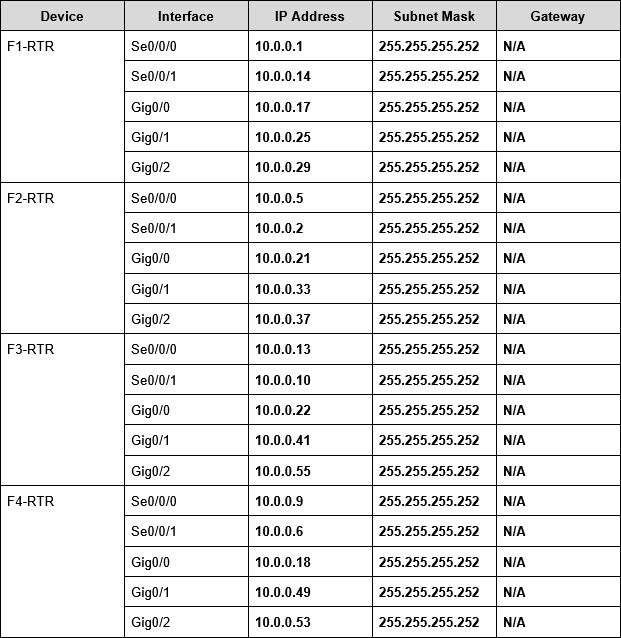 Device Interface IP Address Subnet Mask Gateway
F1-RTR Se0/0/0 10.0.0.1 255.255.255.252 N/A
Se0/0/1 10.0.0.14 255.255.255.252 N/A
Gig0/0 10.0.0.17 255.255.255.252 N/A
Gig0/1 10.0.0.25 255.255.255.252 N/A
Gig0/2 10.0.0.29 255.255.255.252 N/A
F2-RTR Se0/0/0 10.0.0.5 255.255.255.252 N/A
Se0/0/1 10.0.0.2 255.255.255.252 N/A
Gig0/0 10.0.0.21 255.255.255.252 N/A
Gig0/1 10.0.0.33 255.255.255.252 N/A
Gig0/2 10.0.0.37 255.255.255.252 N/A
F3-RTR Se0/0/0 10.0.0.13 255.255.255.252 N/A
Se0/0/1 10.0.0.10 255.255.255.252 N/A
Gig0/0 10.0.0.22 255.255.255.252 N/A
Gig0/1 10.0.0.41 255.255.255.252 N/A
Gig0/2 10.0.0.55 255.255.255.252 N/A
F4-RTR Se0/0/0 10.0.0.9 255.255.255.252 N/A
Se0/0/1 10.0.0.6 255.255.255.252 N/A
Gig0/0 10.0.0.18 255.255.255.252 N/A
Gig0/1 10.0.0.49 255.255.255.252 N/A
Gig0/2 10.0.0.53 255.255.255.252 N/A